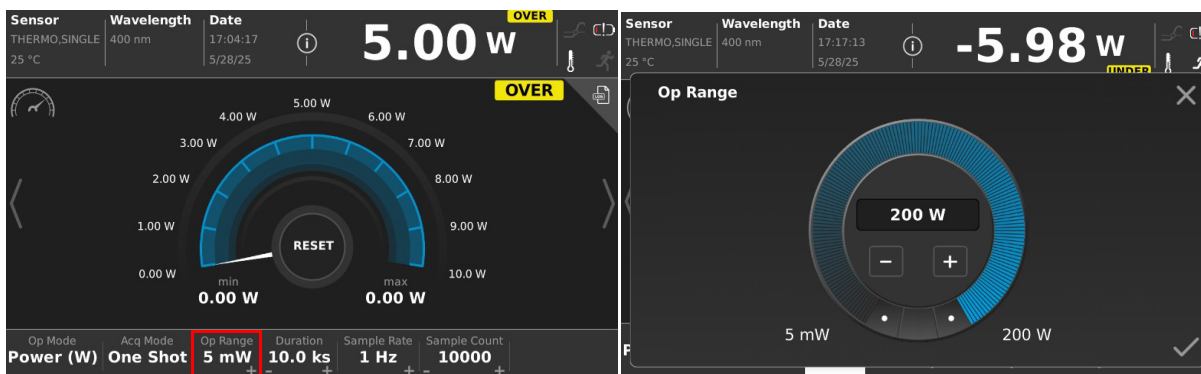 Sensor Wavelength Date OVER
THERMO,SINGLE 400 nm 17:04:17 5.00 W
25 °C 5/28/25
OVER
LOG
5.00 W
4.00 W 6.00 W
3.00 W 7.00 W
2.00 W 8.00 W
1.00 W 9.00 W
RESET
0.00 W 10.0 W
min max
0.00 W 0.00 W
Op Mode Acq Mode Op Range Duration Sample Rate Sample Count
Power (W) One Shot 5 mW 10.0 ks 1 Hz 10000
+ - + + - +
Sensor Wavelength Date
THERMO,SINGLE 400 nm 17:17:13 -5.98 W
25 °C 5/28/25 UNDER
Op Range
200 W
- +
5 mW 200 W